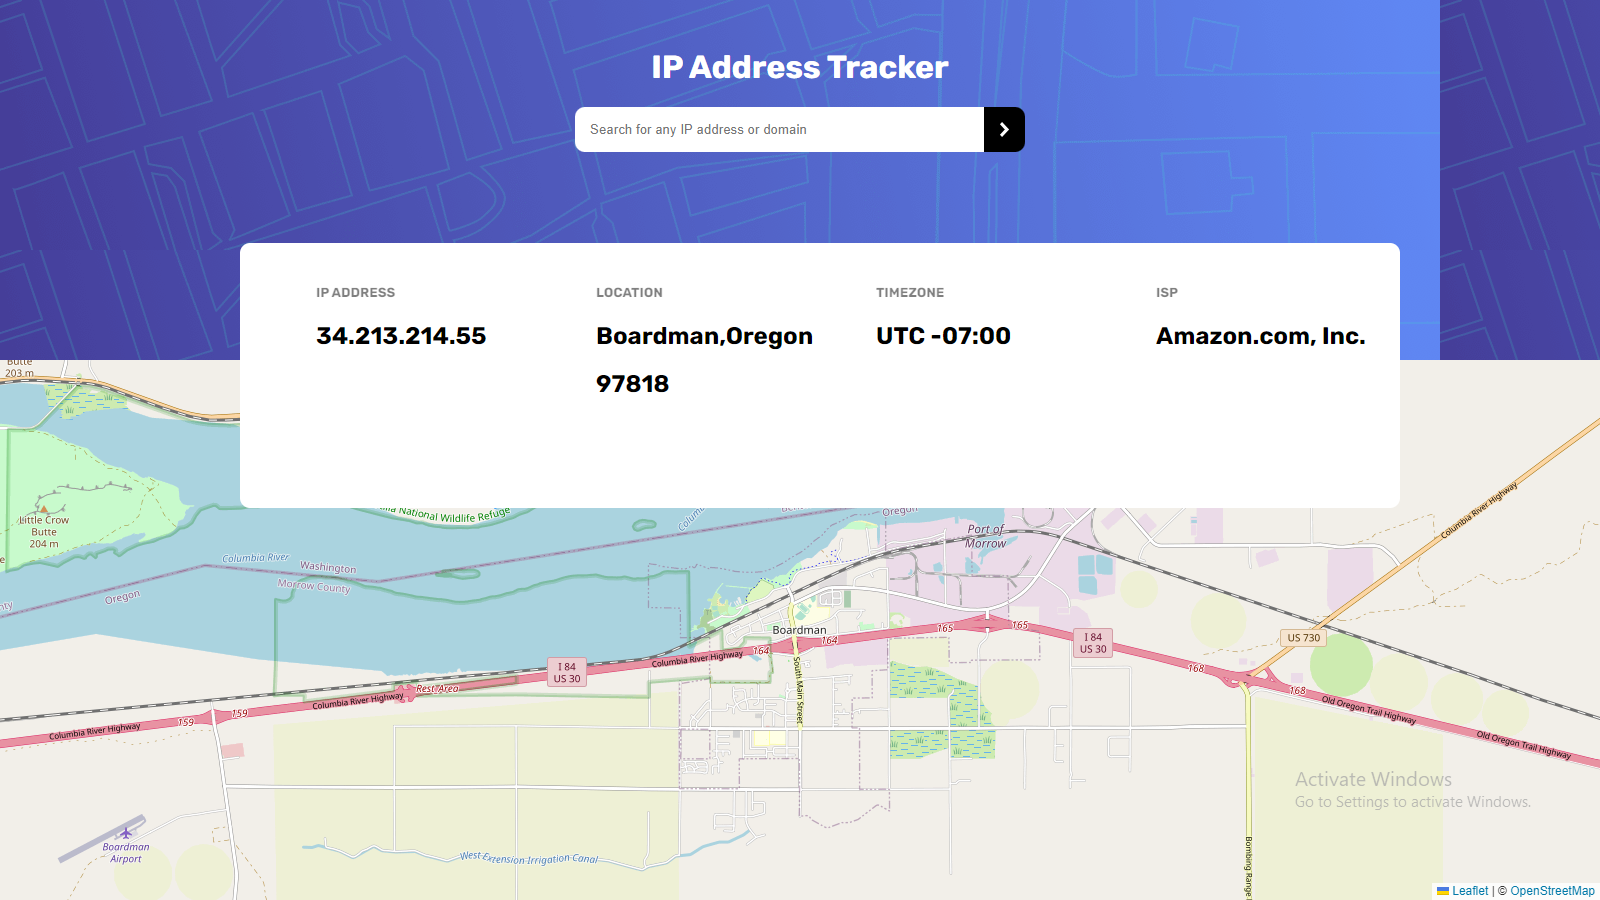 IP Address Tracker
Search for any IP address or domain
IP ADDRESS
34.213.214.55
LOCATION
Boardman,Oregon
97818
TIMEZONE
UTC -07:00
ISP
Amazon.com, Inc.
Butte
203 m
Little Crow
Butte
204 m
National Wildlife Refuge
Oregon
Port of
Morrow
Columbia River Highway
Columbia River
Washington
Morrow County
Oregon
Boardman
164
165
165
I 84
US 30
US 730
164
Columbia River Highway
168
I 84
US 30
Rest Area
Columbia River Highway
South Main Street
168
Old Oregon Trail Highway
159
159
Columbia River Highway
Old Oregon Trail Highway
Activate Windows
Go to Settings to activate Windows.
Boardman
Airport
West Extension Irrigation Canal
Bombing Range
Leaflet | © OpenStreetMap